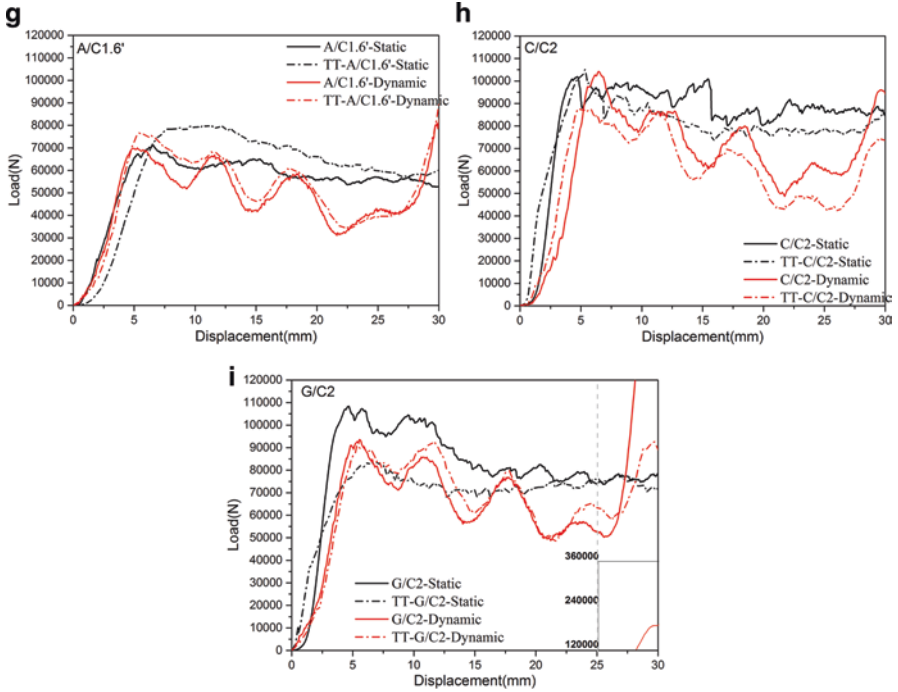 g
A/C1.6'
120000
110000
100000
90000
80000
70000
60000
50000
40000
30000
20000
10000
0
Load(N)
A/C1.6'-Static
TT-A/C1.6'-Static
A/C1.6'-Dynamic
TT-A/C1.6'-Dynamic
0 5 10 15 20 25 30
Displacement(mm)
h
C/C2
120000
110000
100000
90000
80000
70000
60000
50000
40000
30000
20000
10000
0
Load(N)
C/C2-Static
TT-C/C2-Static
C/C2-Dynamic
TT-C/C2-Dynamic
0 5 10 15 20 25 30
Displacement(mm)
i
G/C2
120000
110000
100000
90000
80000
70000
60000
50000
40000
30000
20000
10000
0
Load(N)
G/C2-Static
TT-G/C2-Static
G/C2-Dynamic
TT-G/C2-Dynamic
360000
240000
120000
0 5 10 15 20 25 30
Displacement(mm)